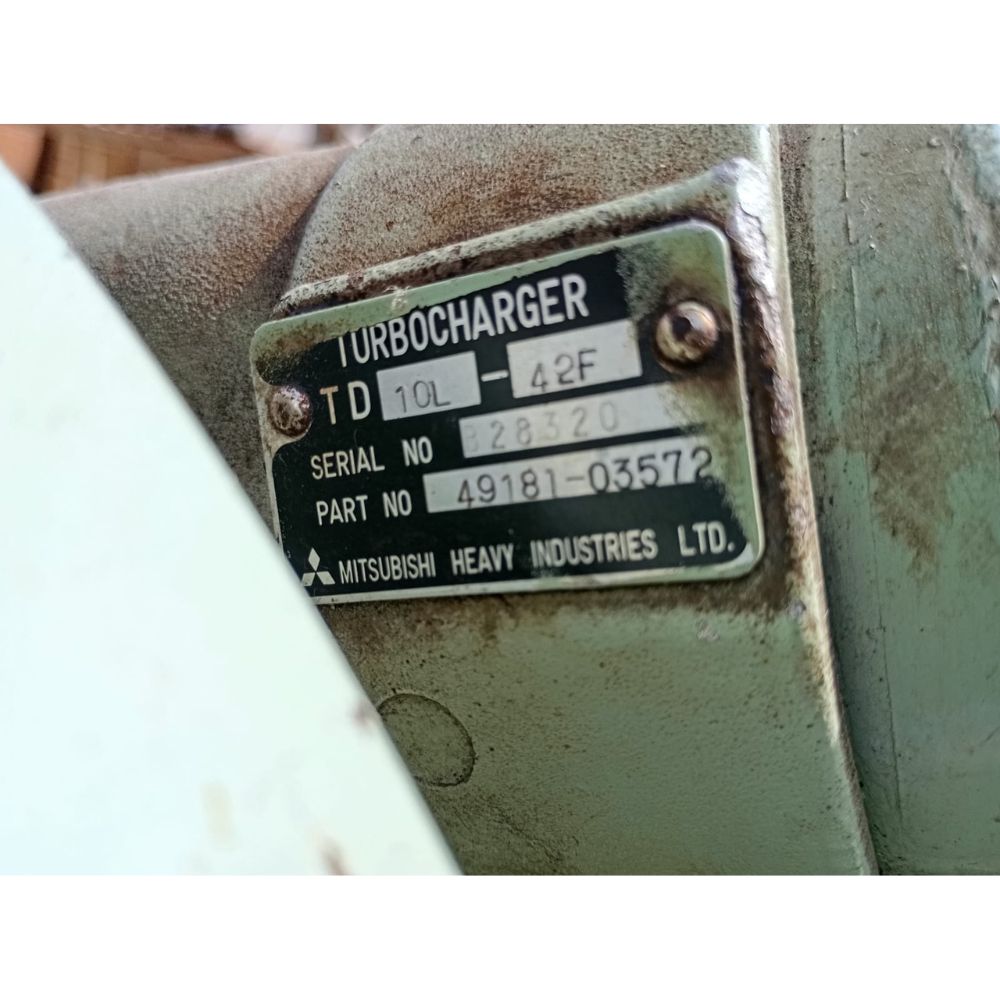 TURBOCHARGER
TD 10L - 42F
SERIAL NO 828320
PART NO 49181-03572
MITSUBISHI HEAVY INDUSTRIES LTD.